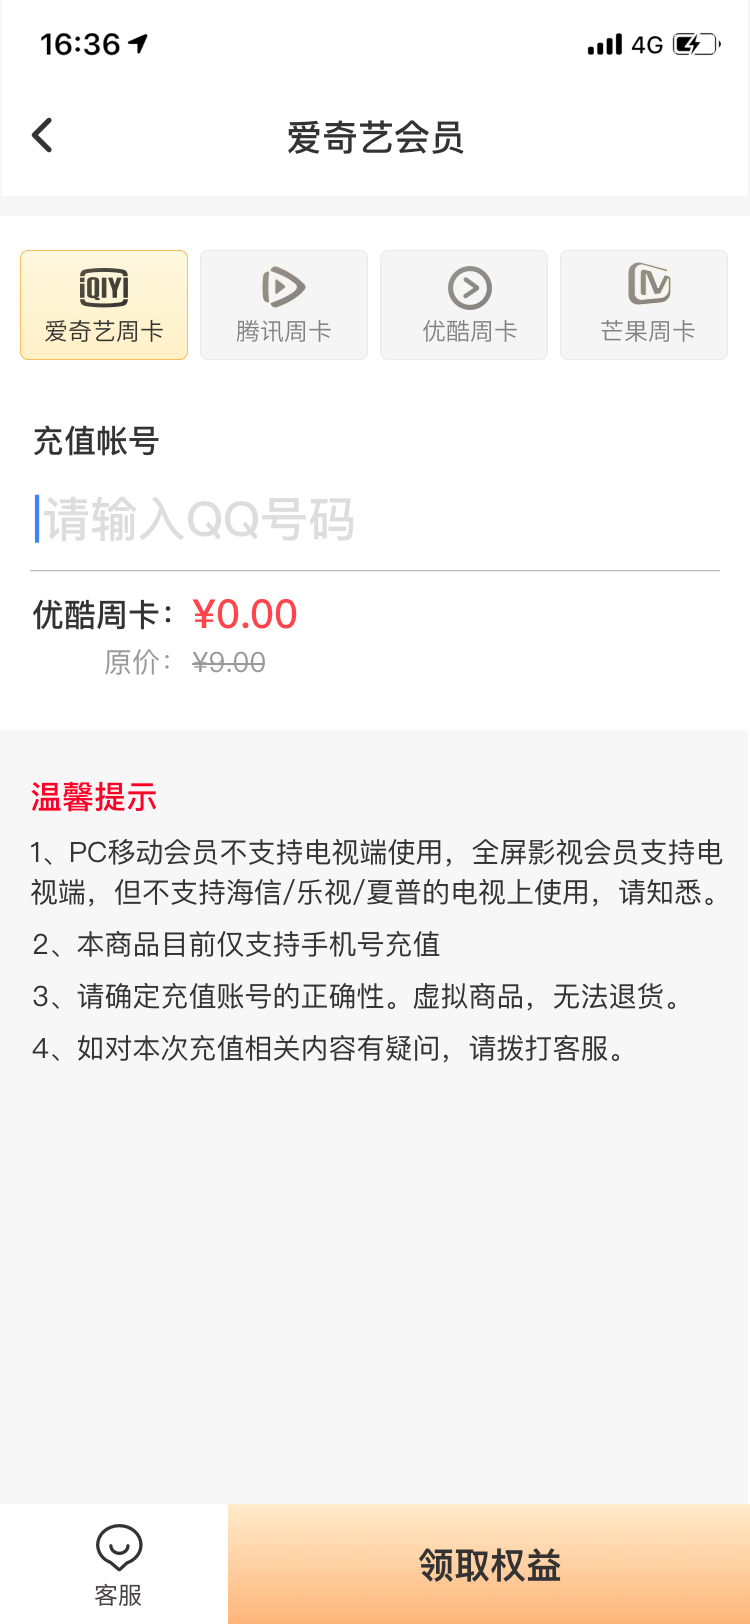 16:36
4G
爱奇艺会员
iQIYI
爱奇艺周卡
腾讯周卡
优酷周卡
芒果周卡
充值帐号
请输入QQ号码
优酷周卡：¥0.00
原价：¥9.00
温馨提示
1、PC移动会员不支持电视端使用，全屏影视会员支持电
视端，但不支持海信/乐视/夏普的电视上使用，请知悉。
2、本商品目前仅支持手机号充值
3、请确定充值账号的正确性。虚拟商品，无法退货。
4、如对本次充值相关内容有疑问，请拨打客服。
客服
领取权益